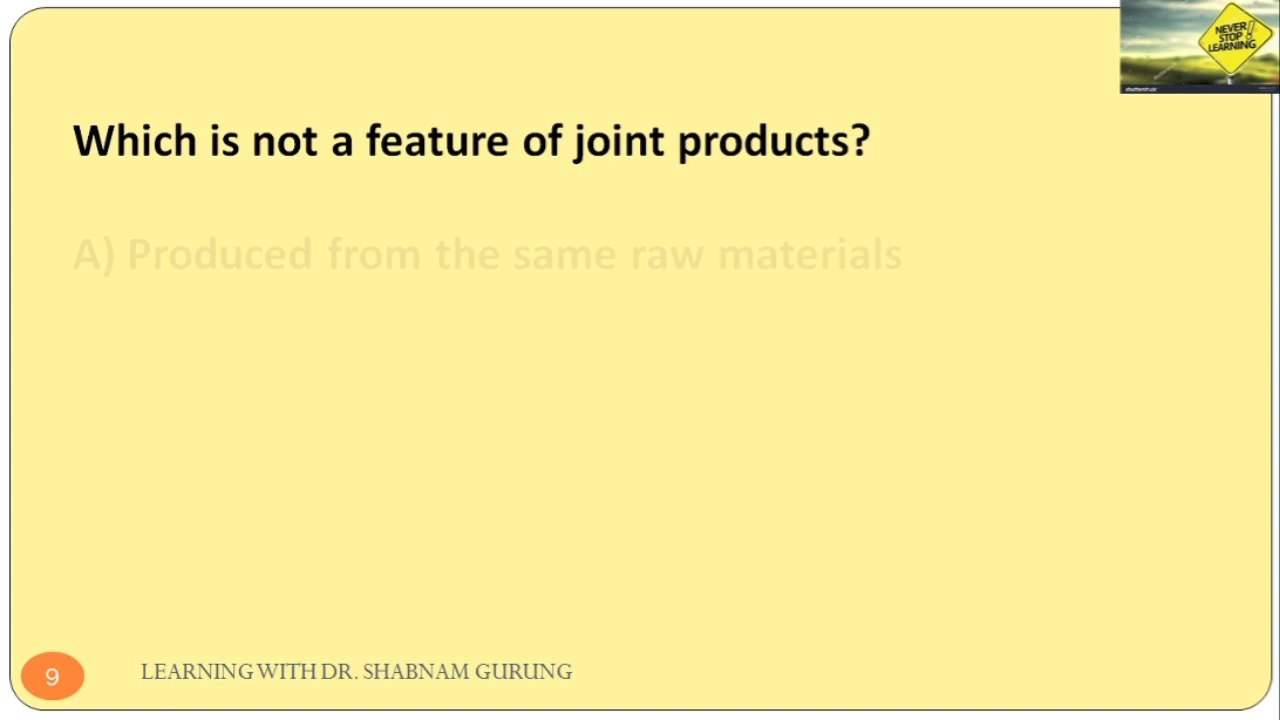 NEVER
STOP !
LEARNING
Which is not a feature of joint products?
A) Produced from the same raw materials
9
LEARNING WITH DR. SHABNAM GURUNG